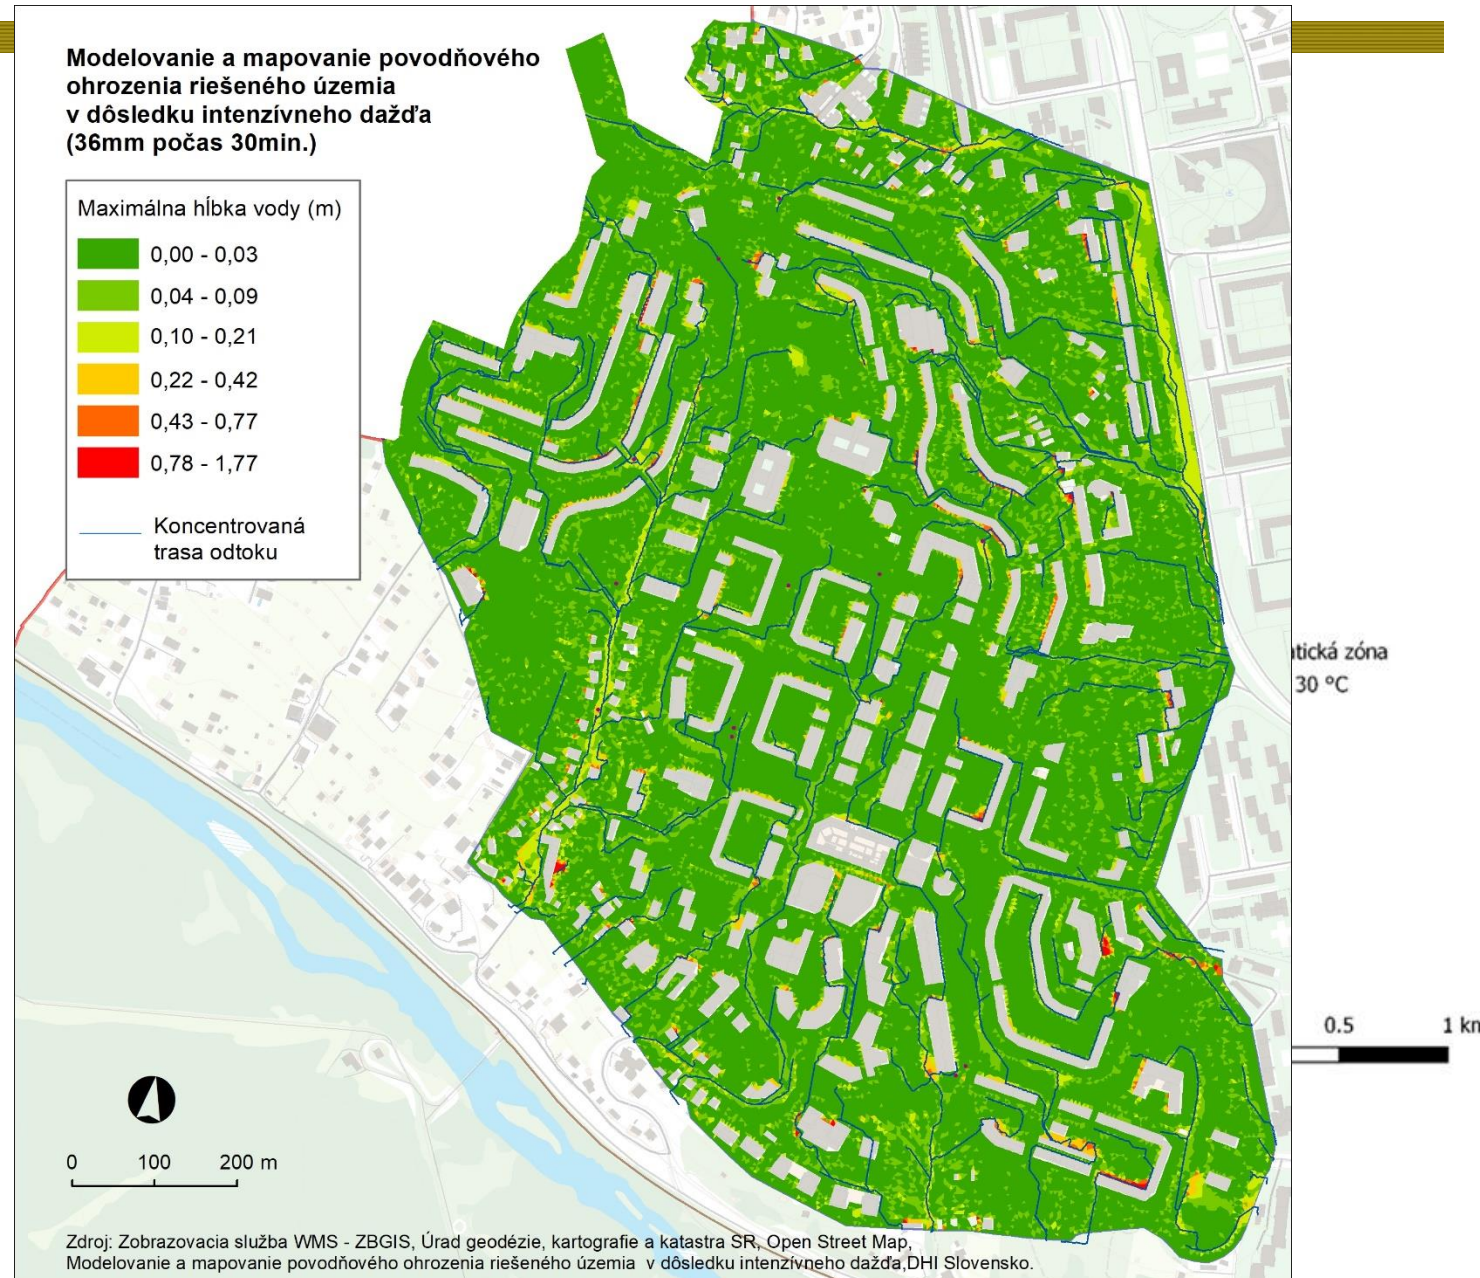 Modelovanie a mapovanie povodňového
ohrozenia riešeného územia
v dôsledku intenzívneho dažďa
(36mm počas 30min.)
Maximálna hĺbka vody (m)
0,00 - 0,03
0,04 - 0,09
0,10 - 0,21
0,22 - 0,42
0,43 - 0,77
0,78 - 1,77
Koncentrovaná
trasa odtoku
tická zóna
30 °C
0.5 1 km
0 100 200 m
Zdroj: Zobrazovacia služba WMS - ZBGIS, Úrad geodézie, kartografie a katastra SR, Open Street Map,
Modelovanie a mapovanie povodňového ohrozenia riešeného územia v dôsledku intenzívneho dažďa,DHI Slovensko.